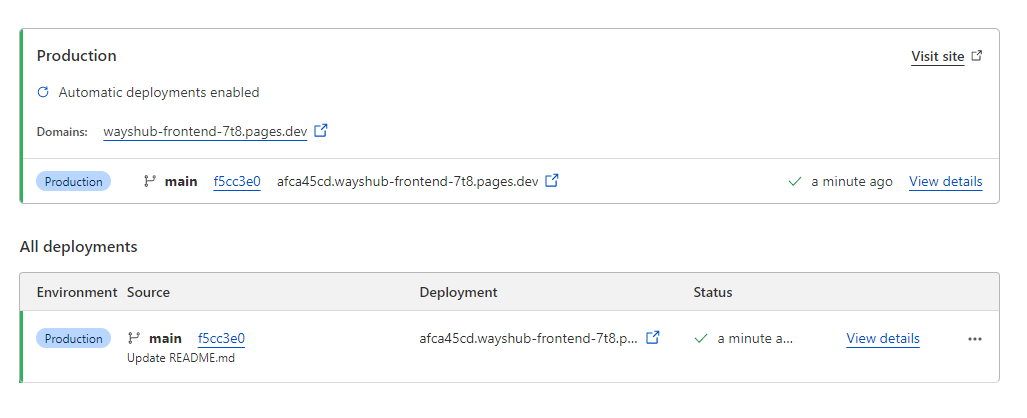 Production Visit site
Automatic deployments enabled
Domains: wayshub-frontend-7t8.pages.dev
Production main f5cc3e0 afca45cd.wayshub-frontend-7t8.pages.dev a minute ago View details
All deployments
Environment Source Deployment Status
Production main f5cc3e0 afca45cd.wayshub-frontend-7t8.p... a minute a... View details ...
Update README.md